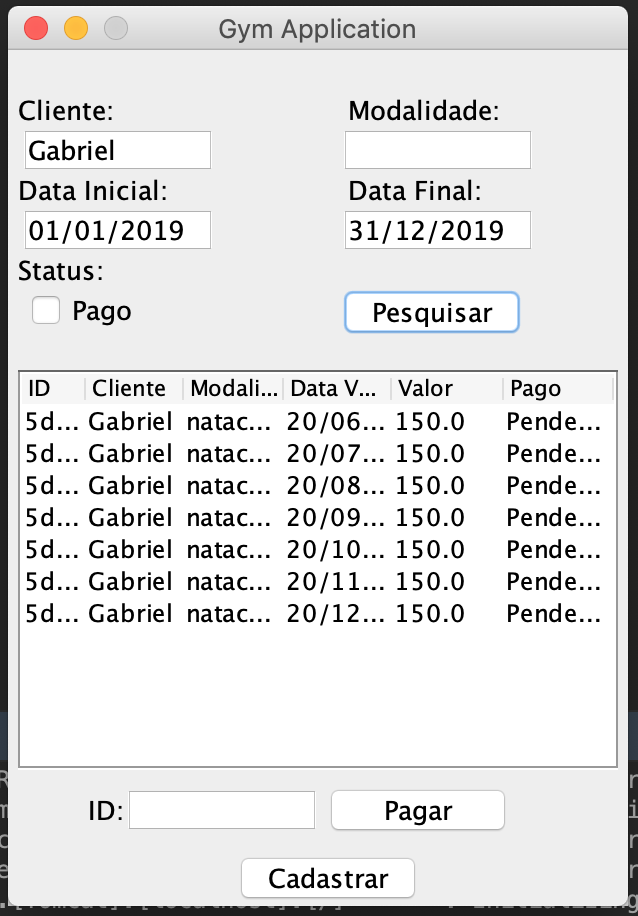 Gym Application
Cliente: Modalidade:
Gabriel
Data Inicial: Data Final:
01/01/2019 31/12/2019
Status:
Pago Pesquisar
ID Cliente Modali... Data V... Valor Pago
5d... Gabriel natac... 20/06... 150.0 Pende...
5d... Gabriel natac... 20/07... 150.0 Pende...
5d... Gabriel natac... 20/08... 150.0 Pende...
5d... Gabriel natac... 20/09... 150.0 Pende...
5d... Gabriel natac... 20/10... 150.0 Pende...
5d... Gabriel natac... 20/11... 150.0 Pende...
5d... Gabriel natac... 20/12... 150.0 Pende...
ID: Pagar
Cadastrar